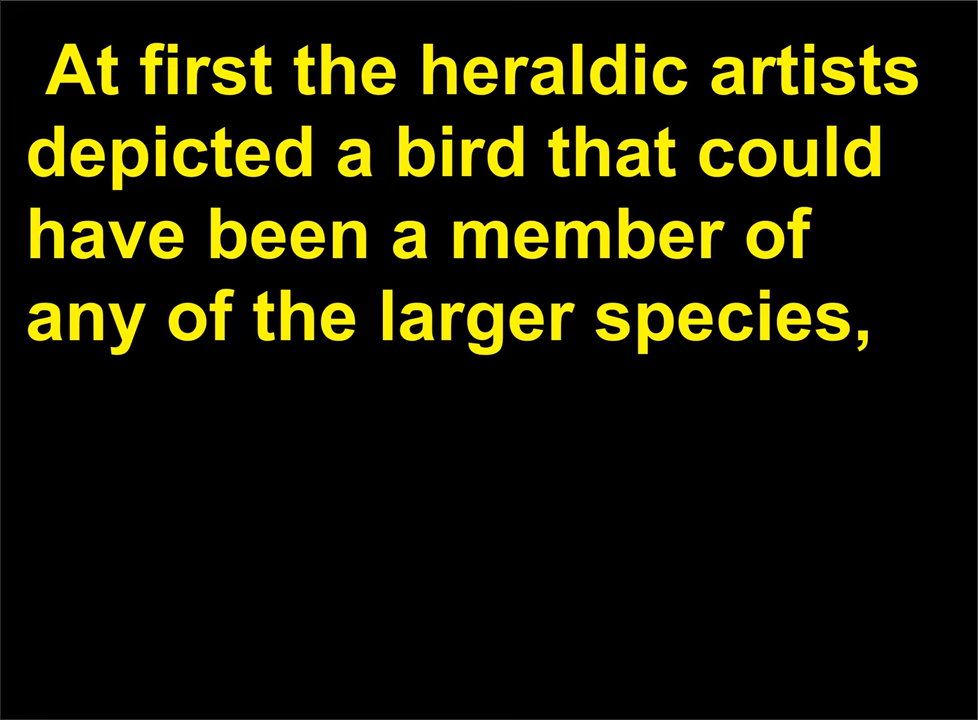 At first the heraldic artists
depicted a bird that could
have been a member of
any of the larger species,